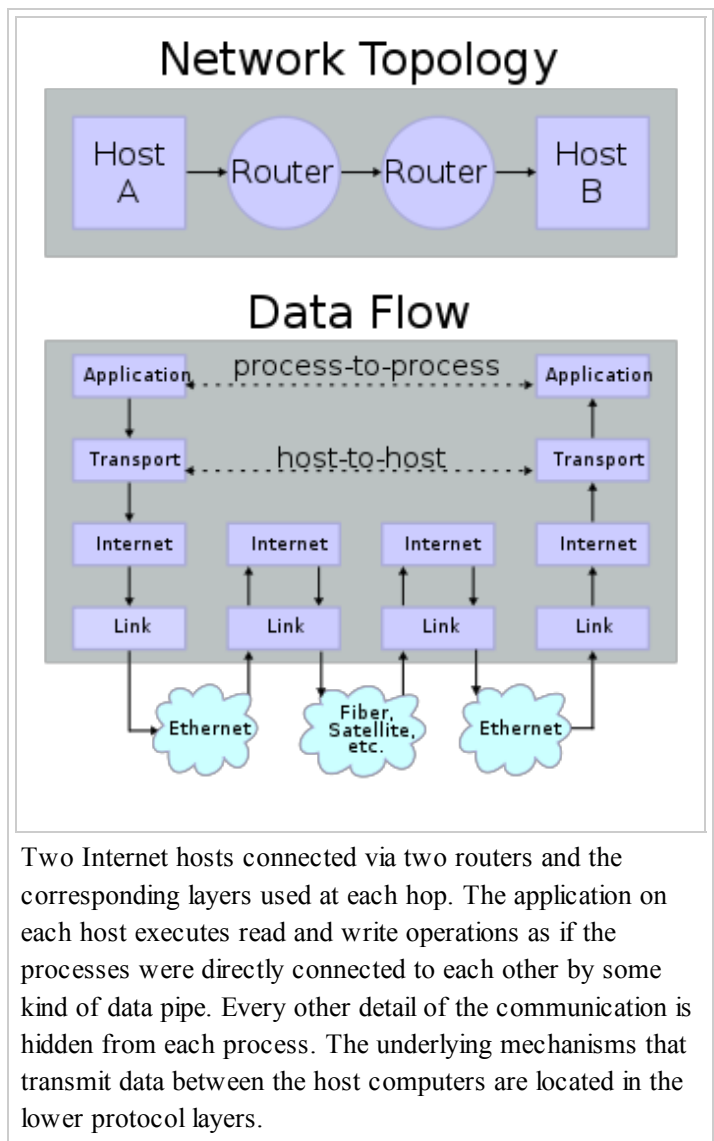 Network Topology
Host
A
Router
Router
Host
B
Data Flow
Application
process-to-process
Application
Transport
host-to-host
Transport
Internet
Internet
Internet
Internet
Link
Link
Link
Link
Ethernet
Fiber,
Satellite,
etc.
Ethernet
Two Internet hosts connected via two routers and the
corresponding layers used at each hop. The application on
each host executes read and write operations as if the
processes were directly connected to each other by some
kind of data pipe. Every other detail of the communication is
hidden from each process. The underlying mechanisms that
transmit data between the host computers are located in the
lower protocol layers.